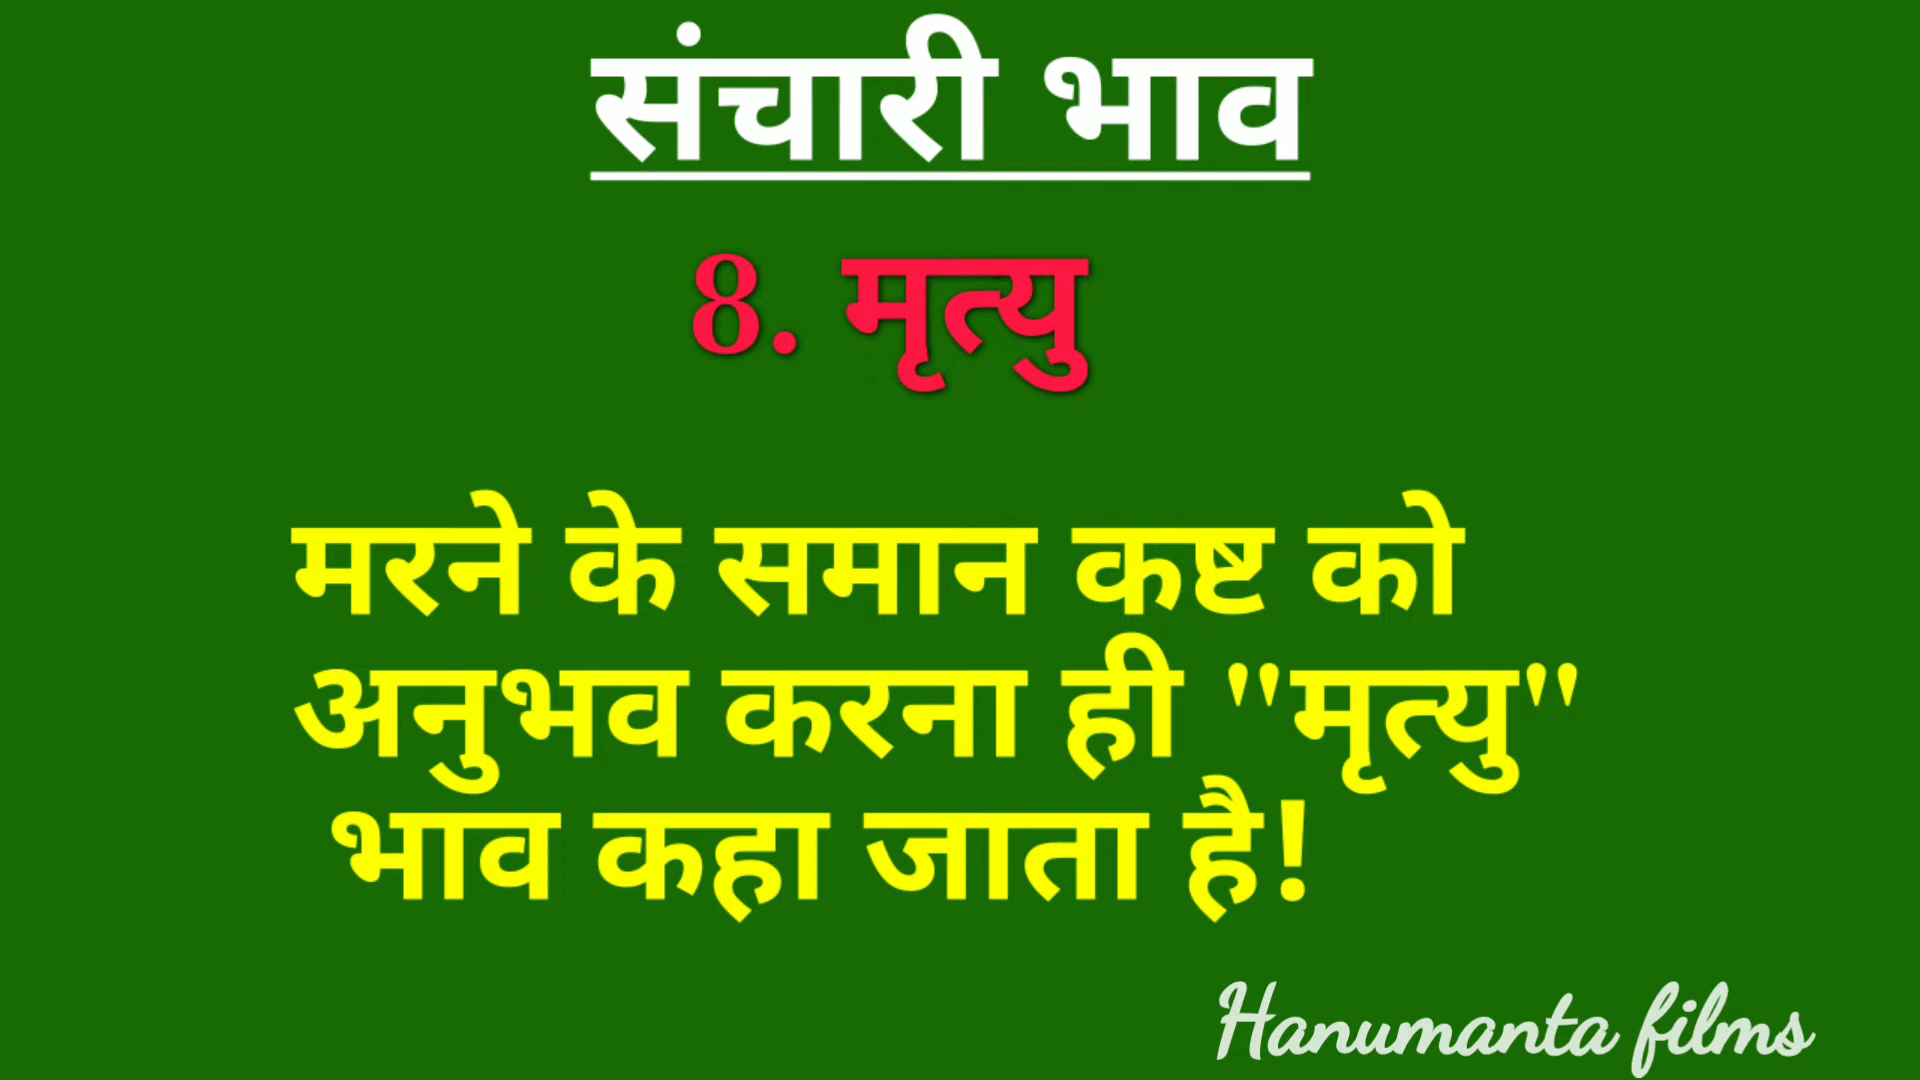 संचारी भाव
8. मृत्यु
मरने के समान कष्ट को
अनुभव करना ही "मृत्यु"
भाव कहा जाता है!
Hanumanta films